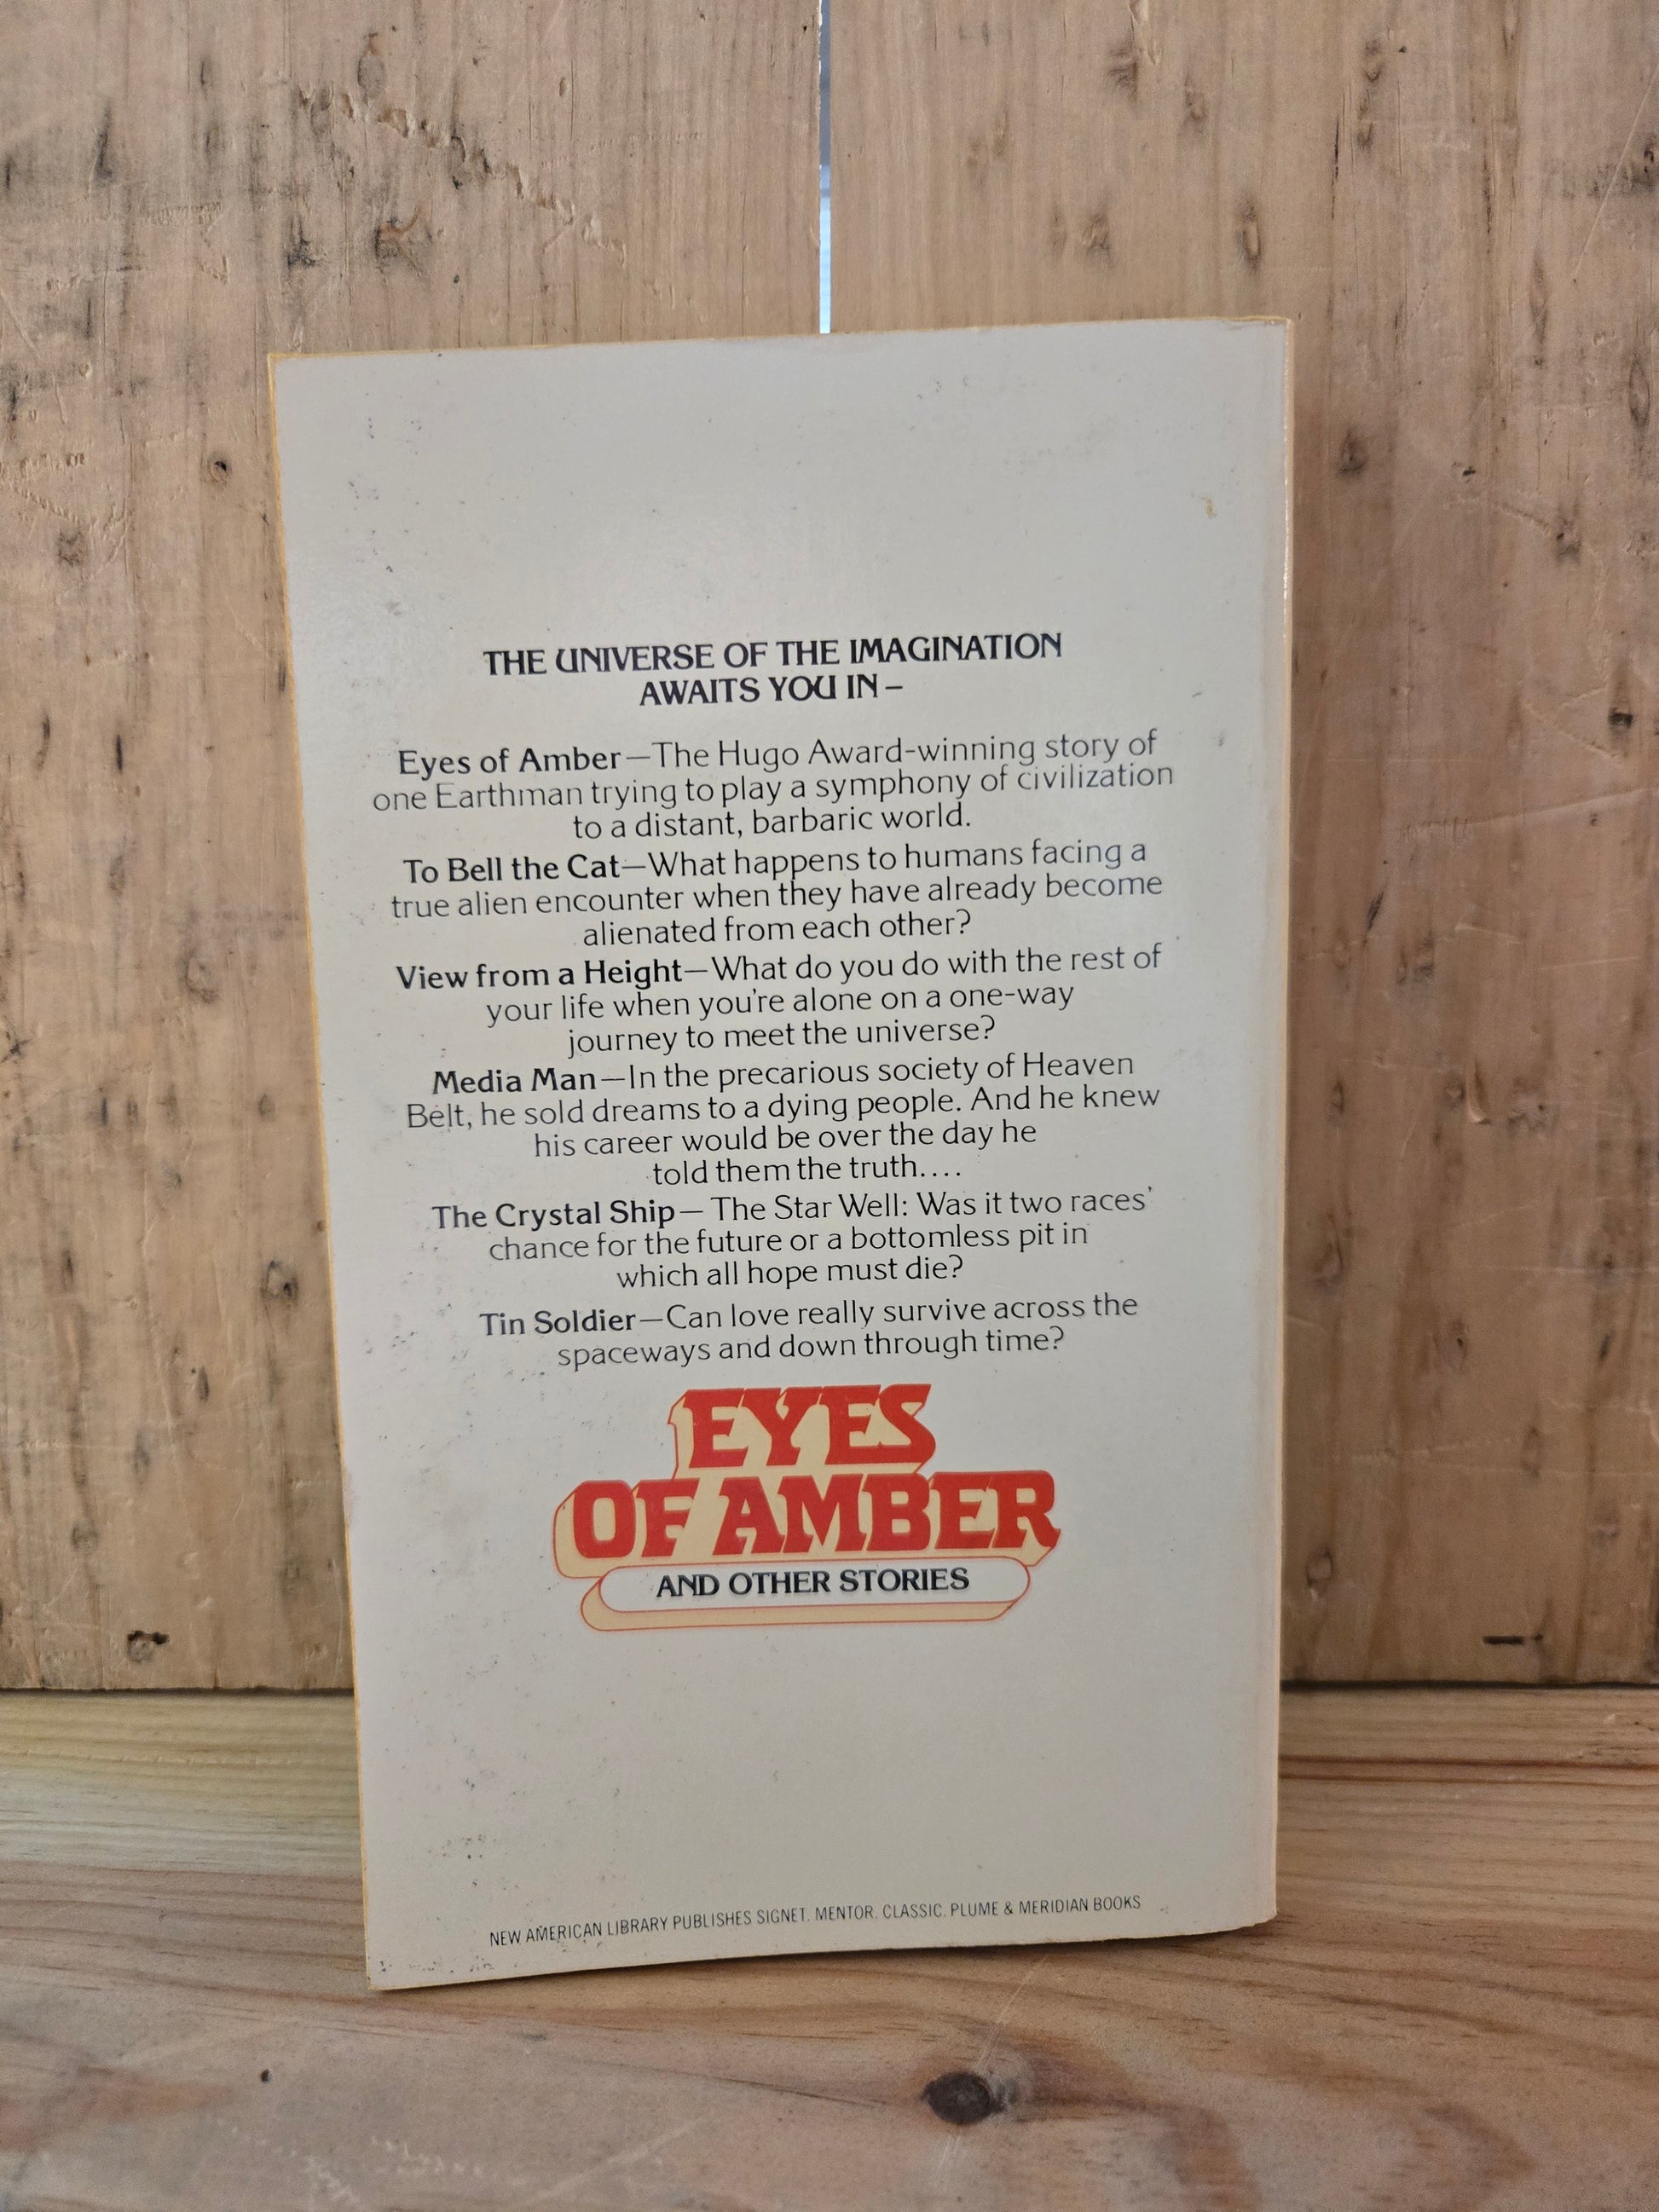 THE UNIVERSE OF THE IMAGINATION
AWAITS YOU IN –
Eyes of Amber—The Hugo Award-winning story of
one Earthman trying to play a symphony of civilization
to a distant, barbaric world.
To Bell the Cat—What happens to humans facing a
true alien encounter when they have already become
alienated from each other?
View from a Height—What do you do with the rest of
your life when you're alone on a one-way
journey to meet the universe?
Media Man—In the precarious society of Heaven
Belt, he sold dreams to a dying people. And he knew
his career would be over the day he
told them the truth....
The Crystal Ship— The Star Well: Was it two races'
chance for the future or a bottomless pit in
which all hope must die?
Tin Soldier—Can love really survive across the
spaceways and down through time?
EYES
OF AMBER
AND OTHER STORIES
NEW AMERICAN LIBRARY PUBLISHES SIGNET, MENTOR, CLASSIC, PLUME & MERIDIAN BOOKS